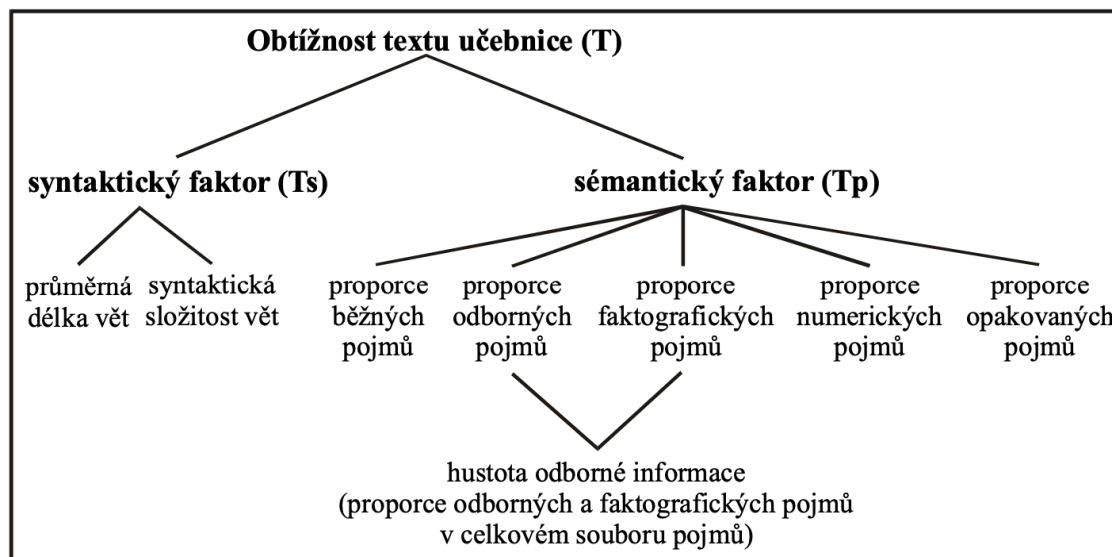 Obtížnost textu učebnice (T)
syntaktický faktor (Ts)
sémantický faktor (Tp)
průměrná
délka vět
syntaktická
složitost vět
proporce
běžných
pojmů
proporce
odborných
pojmů
proporce
faktografických
pojmů
proporce
numerických
pojmů
proporce
opakovaných
pojmů
hustota odborné informace
(proporce odborných a faktografických pojmů
v celkovém souboru pojmů)